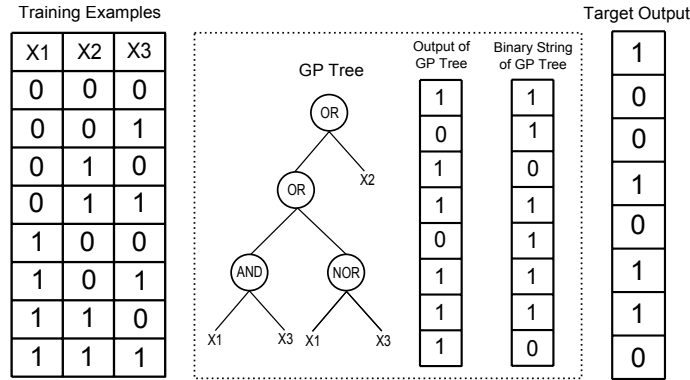 Training Examples
Target Output
X1 X2 X3
0 0 0
0 0 1
0 1 0
0 1 1
1 0 0
1 0 1
1 1 0
1 1 1
GP Tree
OR
X2
OR
AND
NOR
X1
X3
X1
X3
Output of
GP Tree
1
0
1
1
0
1
1
1
Binary String
of GP Tree
1
1
0
1
1
1
1
0
1
0
0
1
0
1
1
0